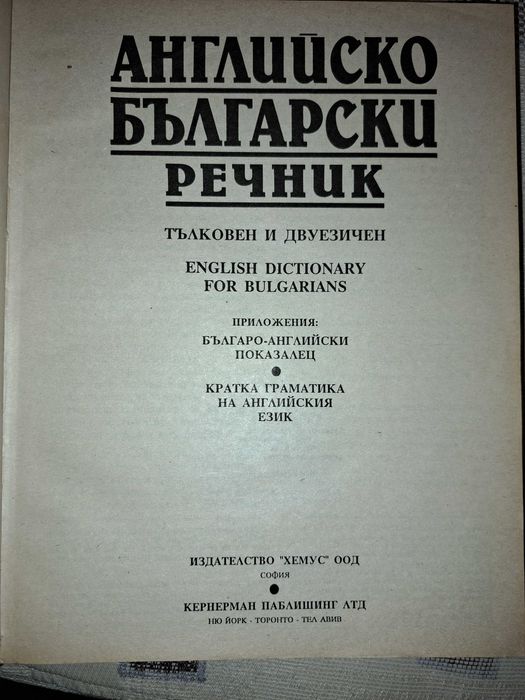 АНГЛИЙСКО
БЪЛГАРСКИ
РЕЧНИК
ТЪЛКОВЕН И ДВУЕЗИЧЕН
ENGLISH DICTIONARY
FOR BULGARIANS
ПРИЛОЖЕНИЯ:
БЪЛГАРО-АНГЛИЙСКИ
ПОКАЗАЛЕЦ
КРАТКА ГРАМАТИКА
НА АНГЛИЙСКИЯ
ЕЗИК
ИЗДАТЕЛСТВО "ХЕМУС" ООД
СОФИЯ
КЕРНЕРМАН ПАБЛИШИНГ ЛТД
НЮ ЙОРК - ТОРОНТО - ТЕЛ АВИВ